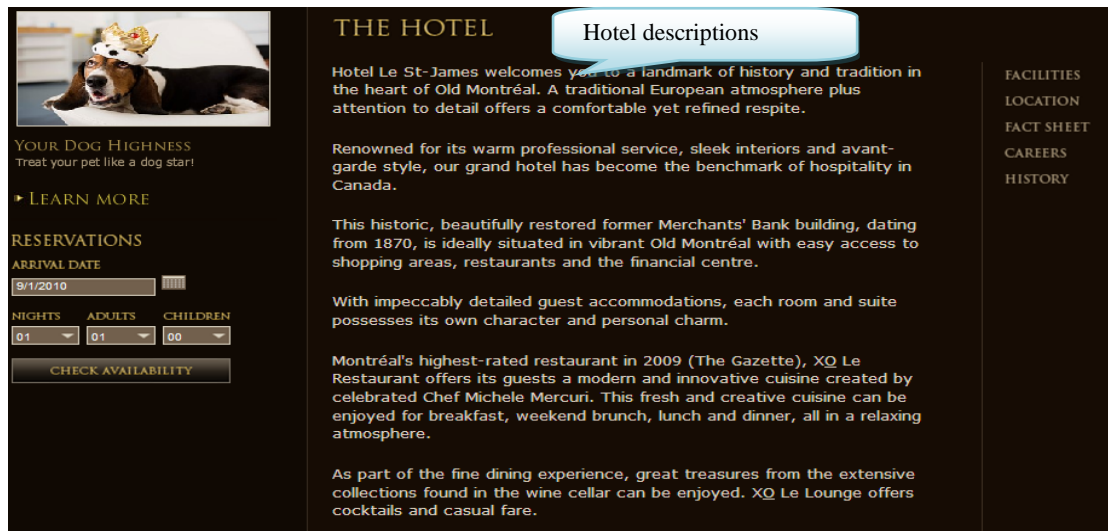 THE HOTEL
Hotel descriptions
Hotel Le St-James welcomes you to a landmark of history and tradition in
the heart of Old Montréal. A traditional European atmosphere plus
attention to detail offers a comfortable yet refined respite.
Renowned for its warm professional service, sleek interiors and avant-
garde style, our grand hotel has become the benchmark of hospitality in
Canada.
This historic, beautifully restored former Merchants' Bank building, dating
from 1870, is ideally situated in vibrant Old Montréal with easy access to
shopping areas, restaurants and the financial centre.
With impeccably detailed guest accommodations, each room and suite
possesses its own character and personal charm.
Montréal's highest-rated restaurant in 2009 (The Gazette), XO Le
Restaurant offers its guests a modern and innovative cuisine created by
celebrated Chef Michele Mercuri. This fresh and creative cuisine can be
enjoyed for breakfast, weekend brunch, lunch and dinner, all in a relaxing
atmosphere.
As part of the fine dining experience, great treasures from the extensive
collections found in the wine cellar can be enjoyed. XO Le Lounge offers
cocktails and casual fare.
YOUR DOG HIGHNESS
Treat your pet like a dog star!
LEARN MORE
RESERVATIONS
ARRIVAL DATE
9/1/2010
NIGHTS ADULTS CHILDREN
01 01 00
CHECK AVAILABILITY
FACILITIES
LOCATION
FACT SHEET
CAREERS
HISTORY